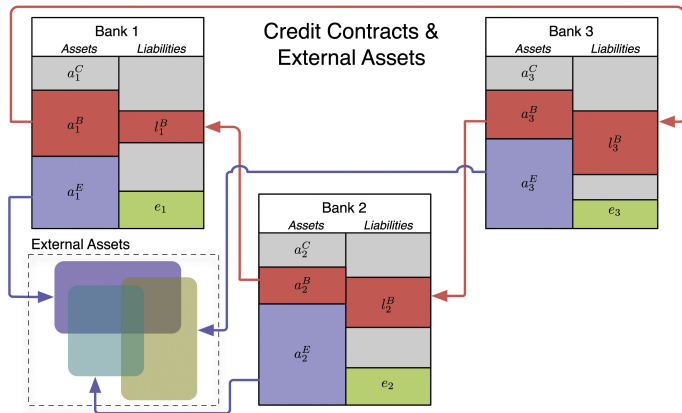 Credit Contracts &
External Assets
Bank 1
Assets Liabilities
a_1^C
a_1^B l_1^B
a_1^E
e_1
Bank 3
Assets Liabilities
a_3^C
a_3^B
l_3^B
a_3^E
e_3
Bank 2
Assets Liabilities
a_2^C
a_2^B
l_2^B
a_2^E
e_2
External Assets